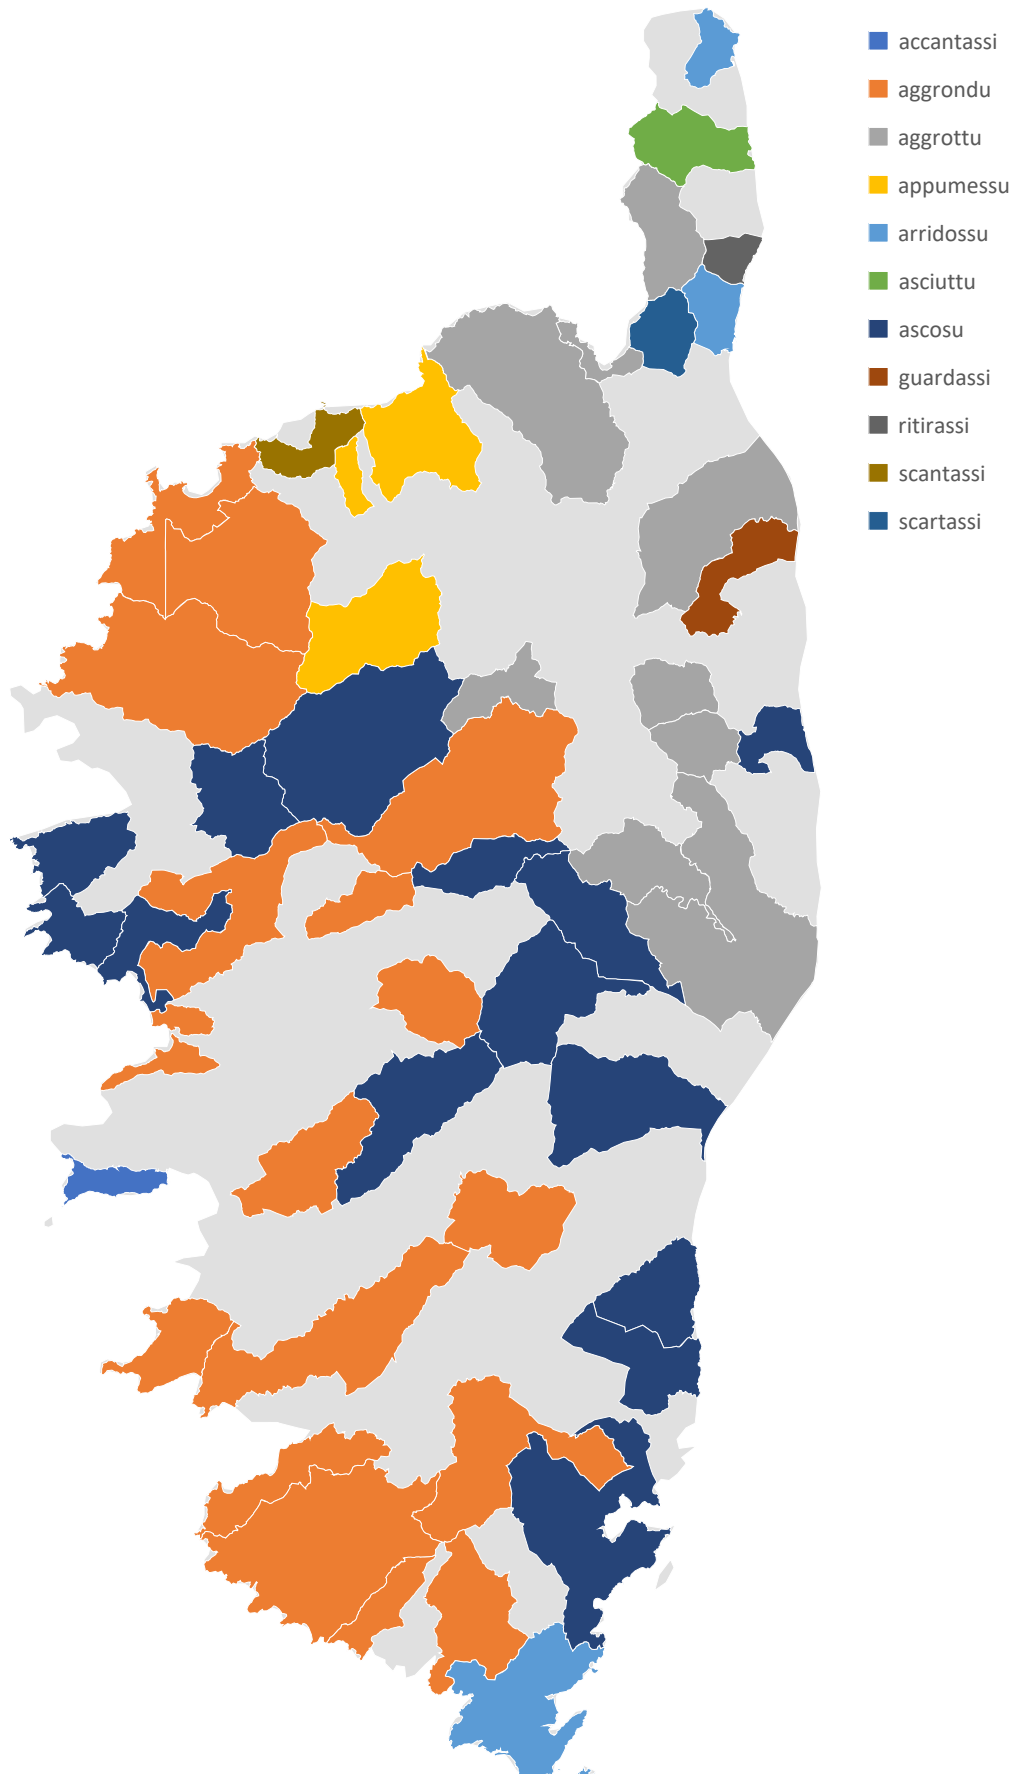 accantassi
aggrondu
aggrottu
appumessu
arridossu
asciuttu
ascosu
guardassi
ritirassi
scantassi
scartassi